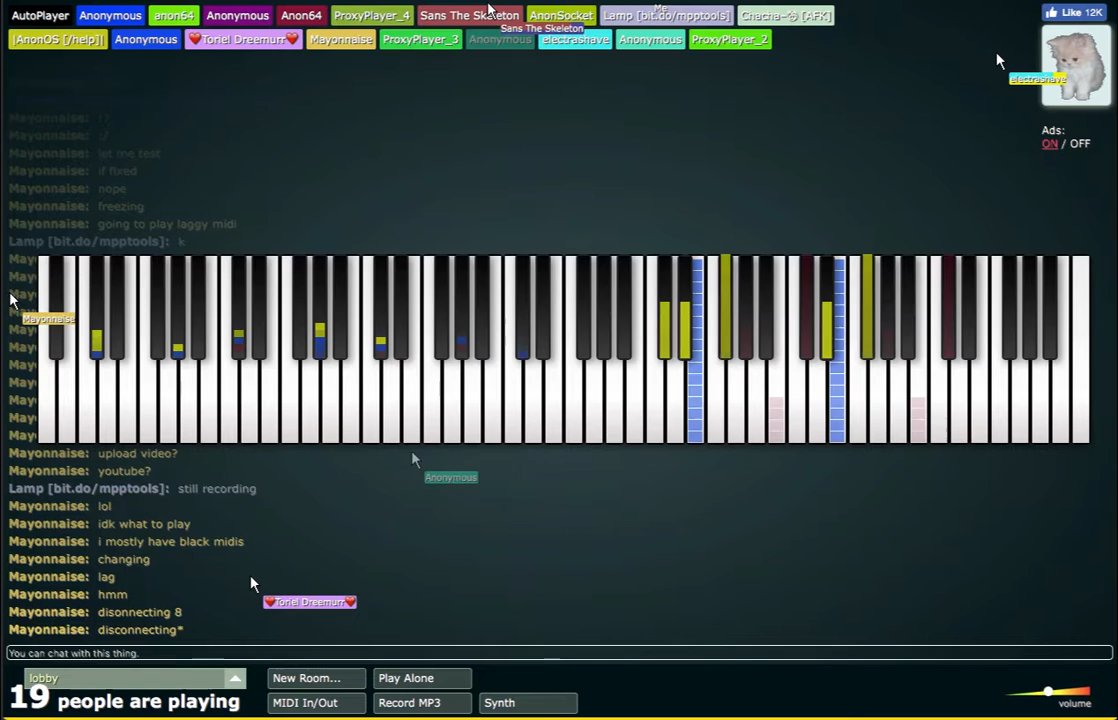 AutoPlayer Anonymous anon64 Anonymous Anon64 ProxyPlayer_4 Sans The Skeleton AnonSocket Lamp [bit.do/mpptools] Chacha [AFK]
Me
Sans The Skeleton
Like 12K
|AnonOS [/help]| Anonymous ❤Toriel Dreemurr❤ Mayonnaise ProxyPlayer_3 Anonymous electrashave Anonymous ProxyPlayer_2
electrashave
Ads:
ON / OFF
Mayonnaise:
Mayonnaise:
Mayonnaise: let me test
Mayonnaise: if fixed
Mayonnaise: nope
Mayonnaise: freezing
Mayonnaise: going to play laggy midi
Lamp [bit.do/mpptools]: k
Mayonnaise
Mayonnaise: upload video?
Mayonnaise: youtube?
Anonymous
Lamp [bit.do/mpptools]: still recording
Mayonnaise: lol
Mayonnaise: idk what to play
Mayonnaise: i mostly have black midis
Mayonnaise: changing
Mayonnaise: lag
Mayonnaise: hmm
❤Toriel Dreemurr❤
Mayonnaise: disonnecting 8
Mayonnaise: disconnecting*
You can chat with this thing.
lobby New Room... Play Alone
19 people are playing MIDI In/Out Record MP3 Synth
volume